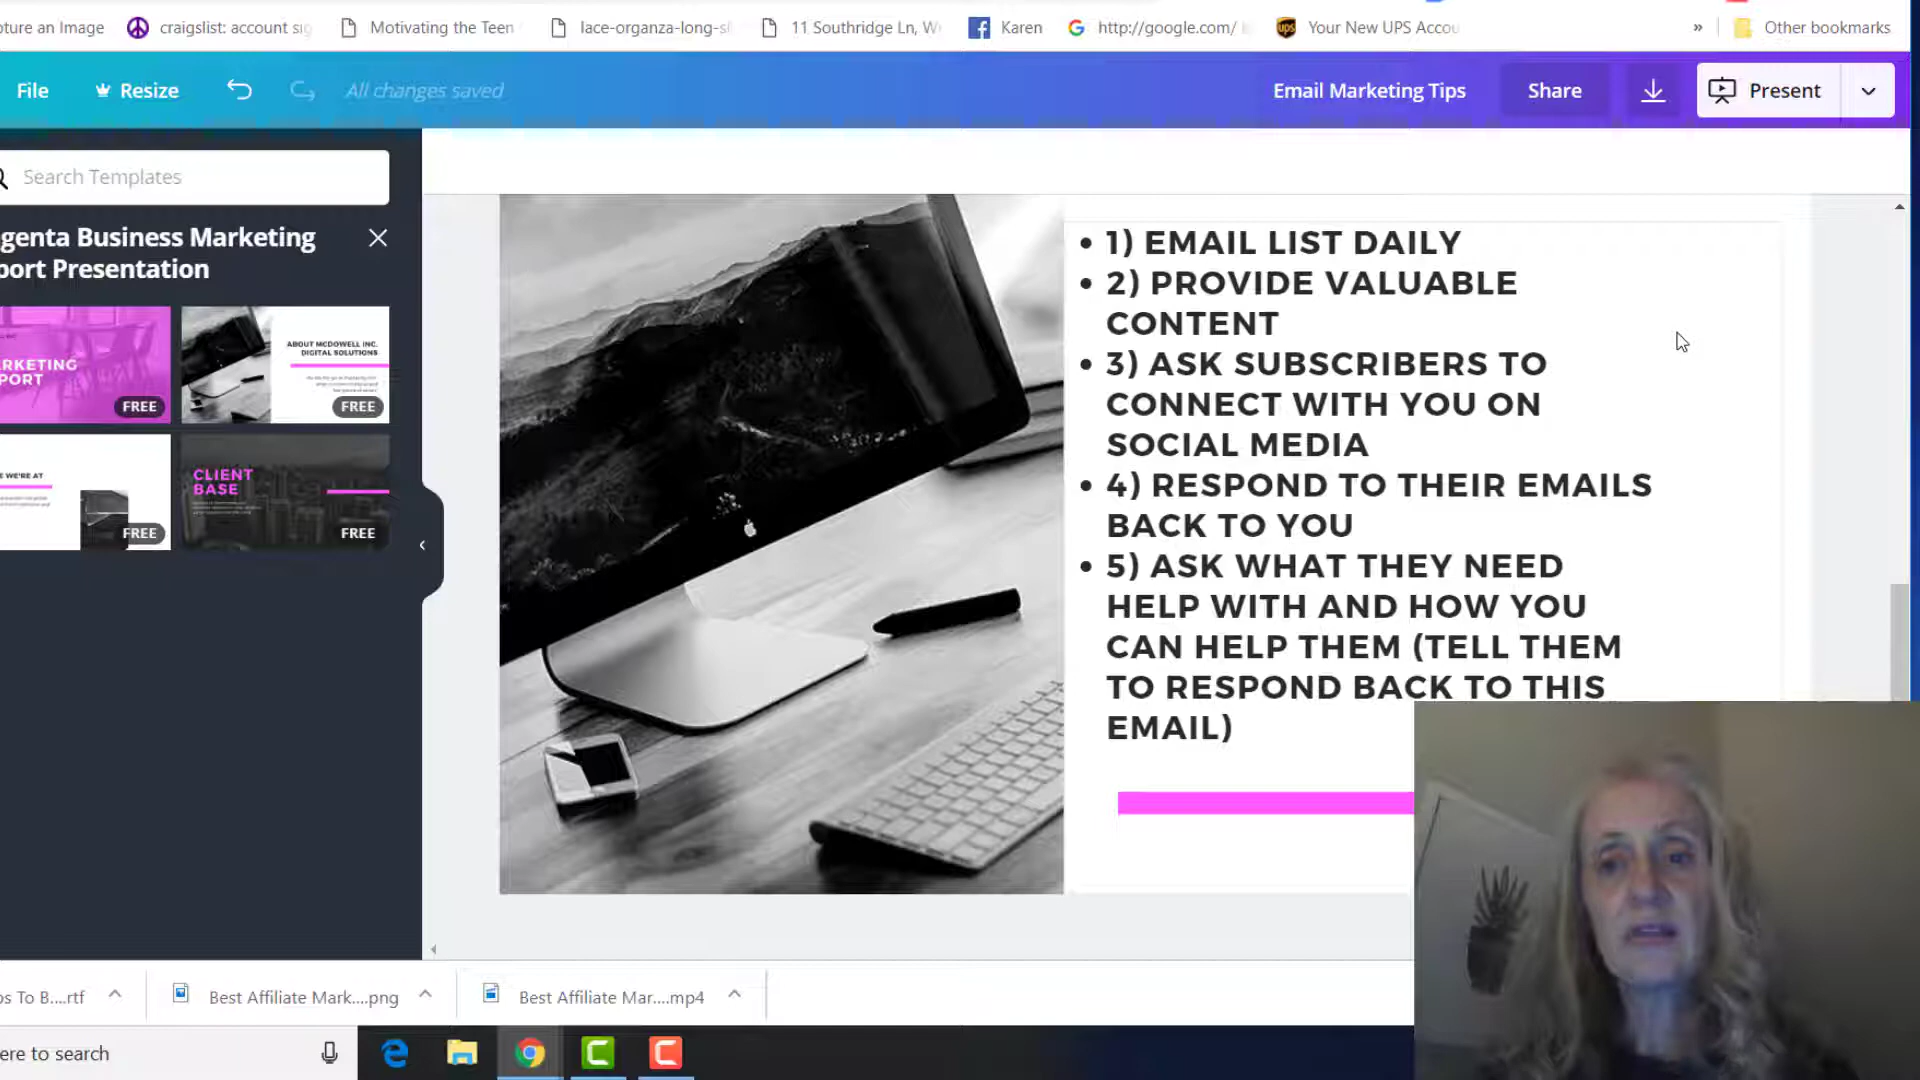 ture an Image
craigslist: account sig
Motivating the Teen
lace-organza-long-sl
11 Southridge Ln, W
Karen
http://google.com/
ups
Your New UPS Accou
»
Other bookmarks
File
Resize
All changes saved
Email Marketing Tips
Share
Present
Search Templates
genta Business Marketing
port Presentation
RKETING
PORT
FREE
ABOUT MCDOWELL INC.
DIGITAL SOLUTIONS
FREE
E WE'RE AT
FREE
CLIENT
BASE
FREE
• 1) EMAIL LIST DAILY
• 2) PROVIDE VALUABLE
CONTENT
• 3) ASK SUBSCRIBERS TO
CONNECT WITH YOU ON
SOCIAL MEDIA
• 4) RESPOND TO THEIR EMAILS
BACK TO YOU
• 5) ASK WHAT THEY NEED
HELP WITH AND HOW YOU
CAN HELP THEM (TELL THEM
TO RESPOND BACK TO THIS
EMAIL)
os To B....rtf
Best Affiliate Mark....png
Best Affiliate Mar....mp4
ere to search